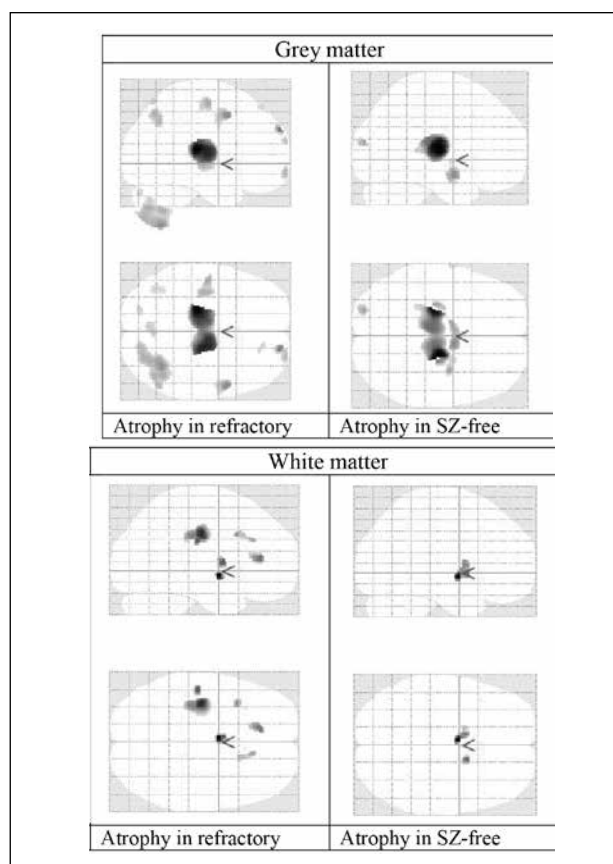 Grey matter
Atrophy in refractory
Atrophy in SZ-free
White matter
Atrophy in refractory
Atrophy in SZ-free